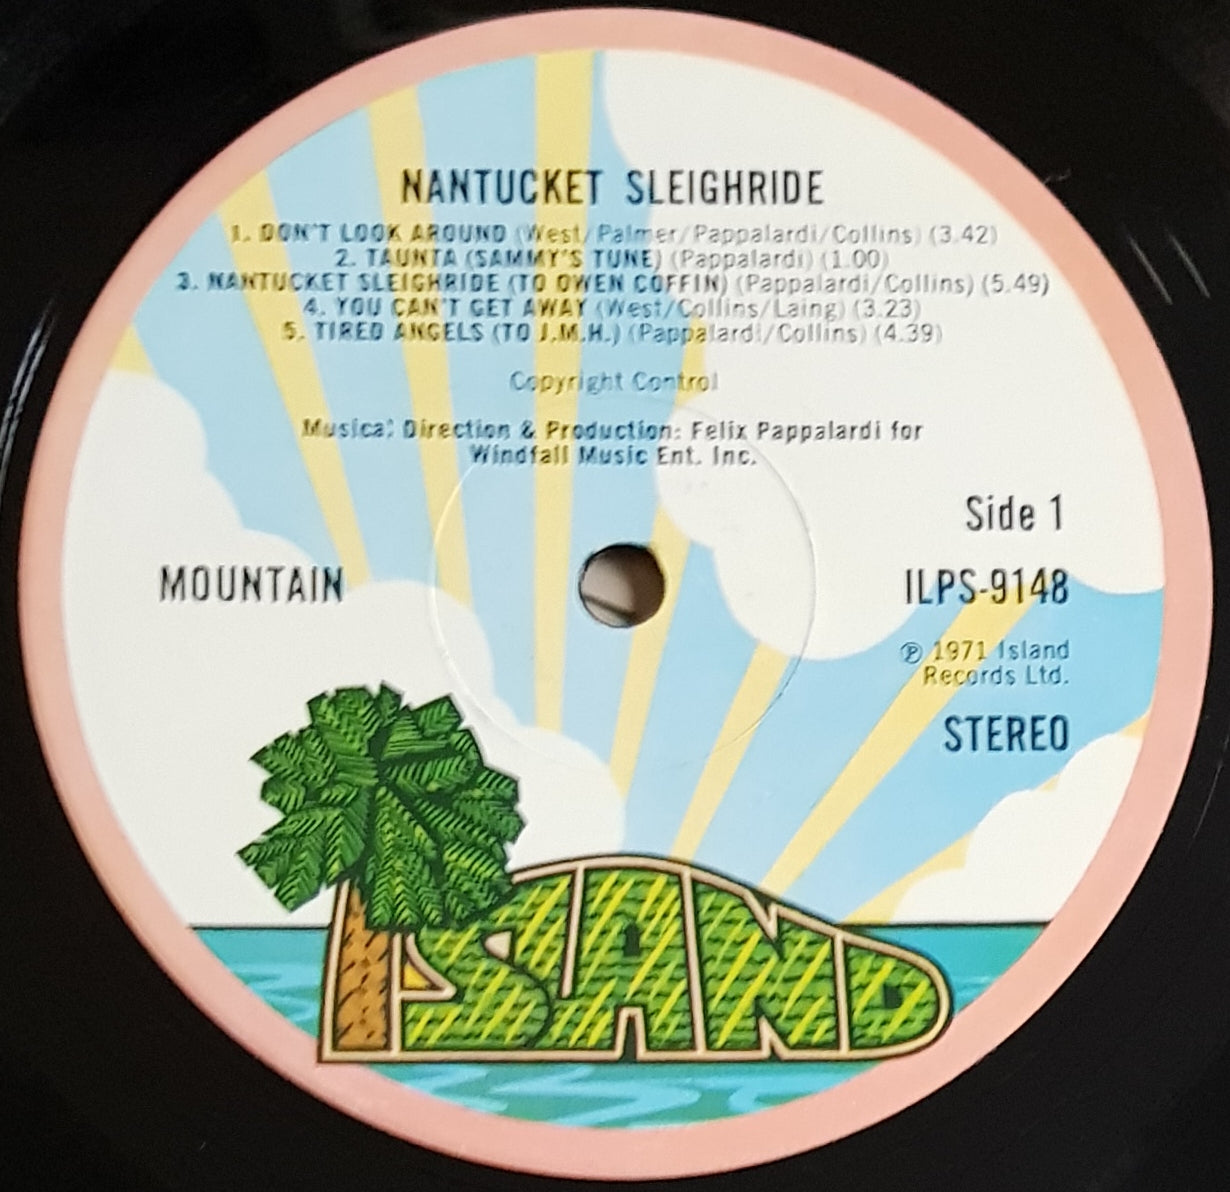 NANTUCKET SLEIGHRIDE
1. DON'T LOOK AROUND (West/Palmer/Pappalardi/Collins) (3.42)
2. TAUNTA (SAMMY'S TUNE) (Pappalardi) (1.00)
3. NANTUCKET SLEIGHRIDE (TO OWEN COFFIN) (Pappalardi/Collins) (5.49)
4. YOU CAN'T GET AWAY (West/Collins/Laing) (3.23)
5. TIRED ANGELS (TO J.M.H.) (Pappalardi/Collins) (4.39)
Copyright Control
Musical Direction & Production: Felix Pappalardi for
Windfall Music Ent. Inc.
Side 1
MOUNTAIN
ILPS-9148
℗ 1971 Island
Records Ltd.
STEREO
ISLAND